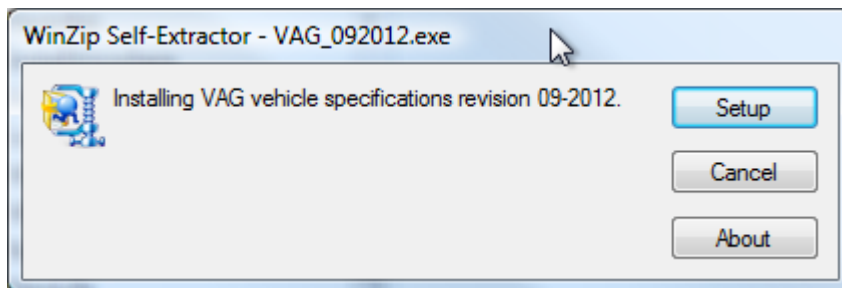 WinZip Self-Extractor - VAG_092012.exe
Installing VAG vehicle specifications revision 09-2012.
Setup
Cancel
About